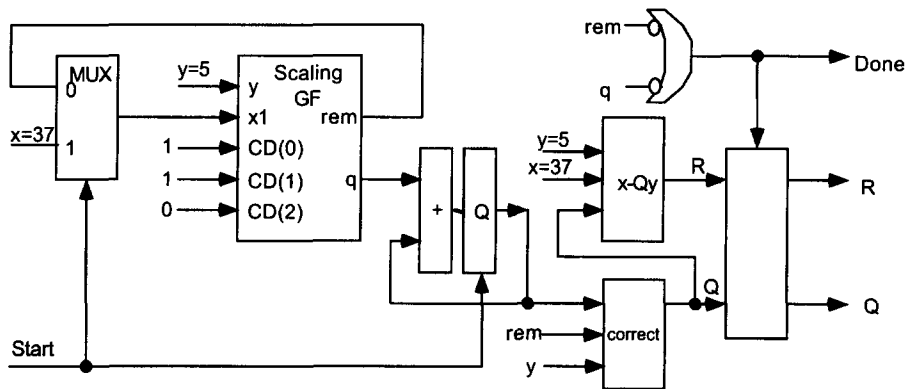 MUX
0
x=37
1
y=5
Scaling
GF
y
x1
rem
CD(0)
CD(1)
CD(2)
q
1
1
0
+
Q
Start
rem
q
Done
y=5
x=37
x-Qy
R
R
Q
Q
correct
rem
y